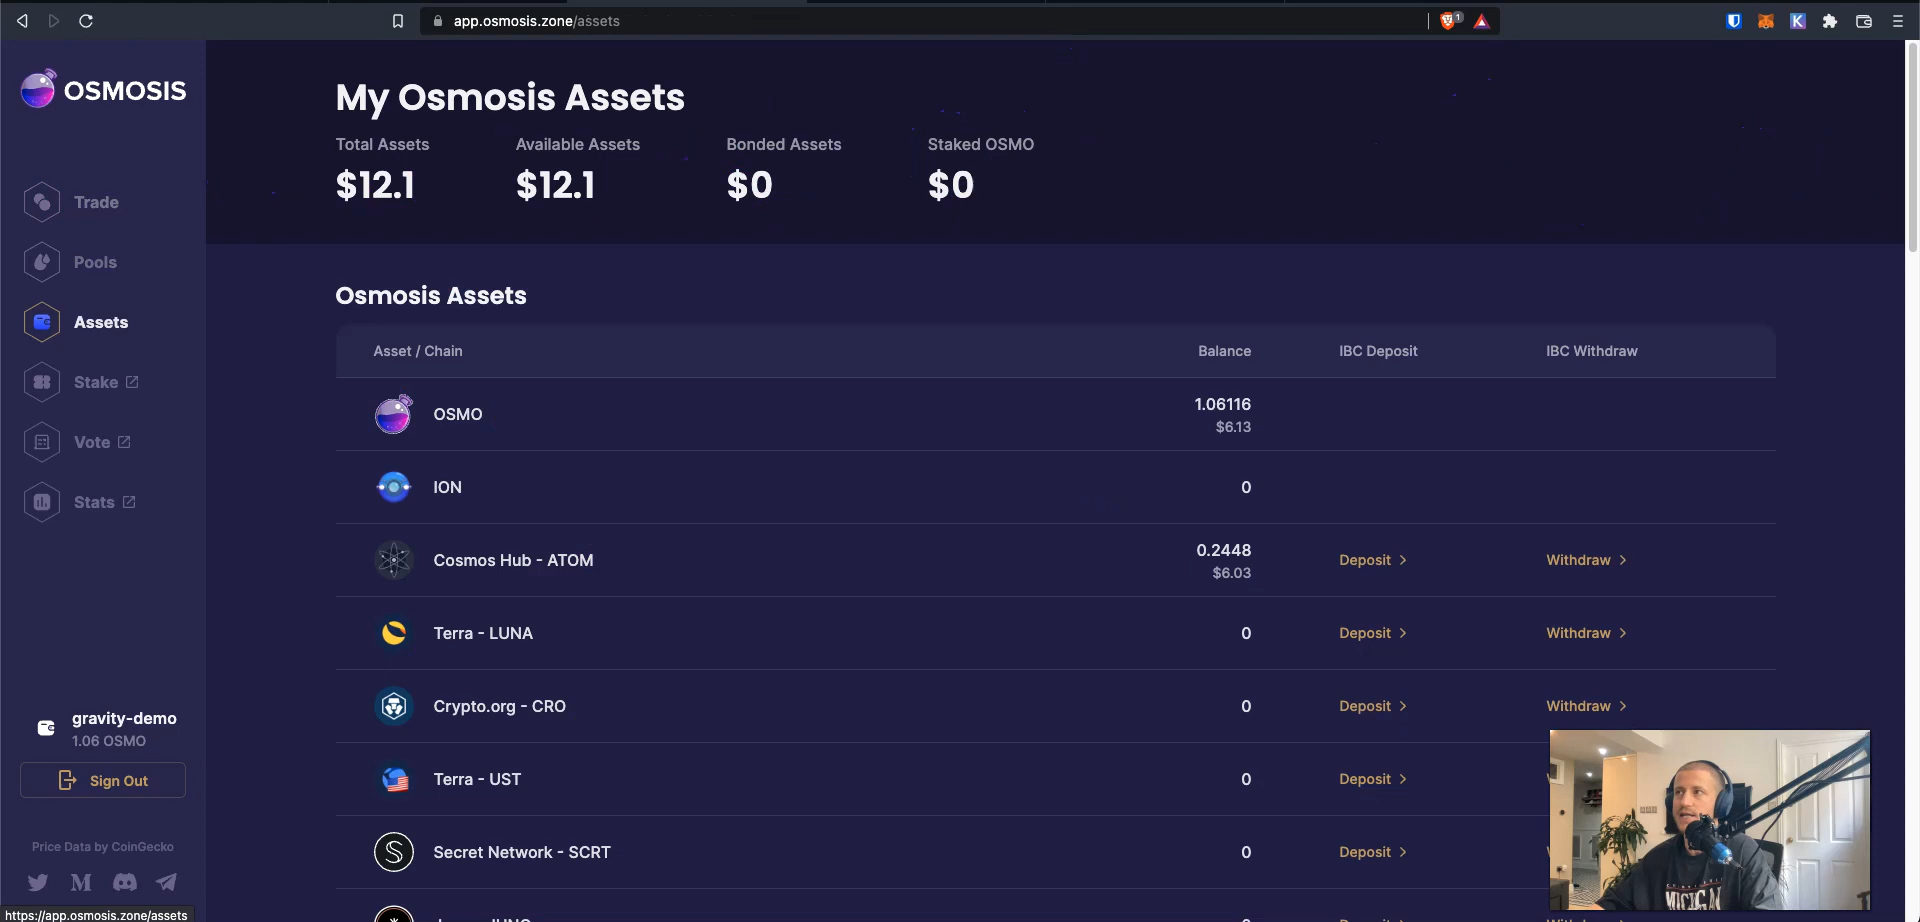 app.osmosis.zone/assets
1
K
OSMOSIS
Trade
Pools
Assets
Stake
Vote
Stats
gravity-demo
1.06 OSMO
Sign Out
Price Data by CoinGecko
M
https://app.osmosis.zone/assets
My Osmosis Assets
Total Assets Available Assets Bonded Assets Staked OSMO
$12.1 $12.1 $0 $0
Osmosis Assets
Asset / Chain Balance IBC Deposit IBC Withdraw
OSMO 1.06116
$6.13
ION 0
Cosmos Hub - ATOM 0.2448 Deposit > Withdraw >
$6.03
Terra - LUNA 0 Deposit > Withdraw >
Crypto.org - CRO 0 Deposit > Withdraw >
Terra - UST 0 Deposit >
S Secret Network - SCRT 0 Deposit >
MICHIGAN